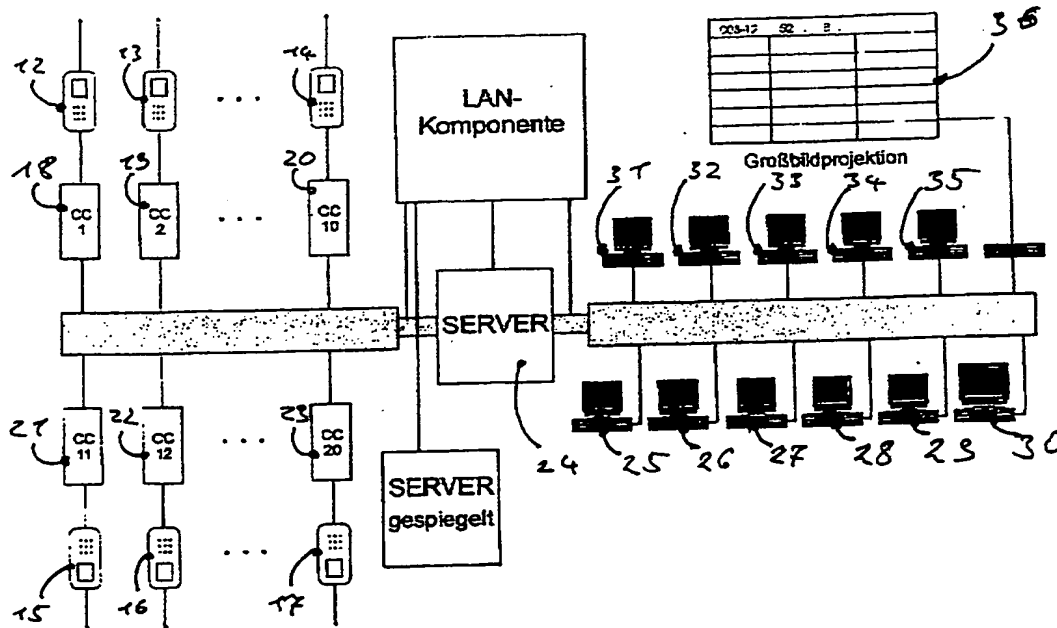 12
13
14
18
CC
1
19
CC
2
20
CC
10
LAN-
Komponente
36
Großbildprojektion
31
32
33
34
35
SERVER
24
25
26
27
28
29
30
21
CC
11
22
CC
12
23
CC
20
SERVER
gespiegelt
15
16
17